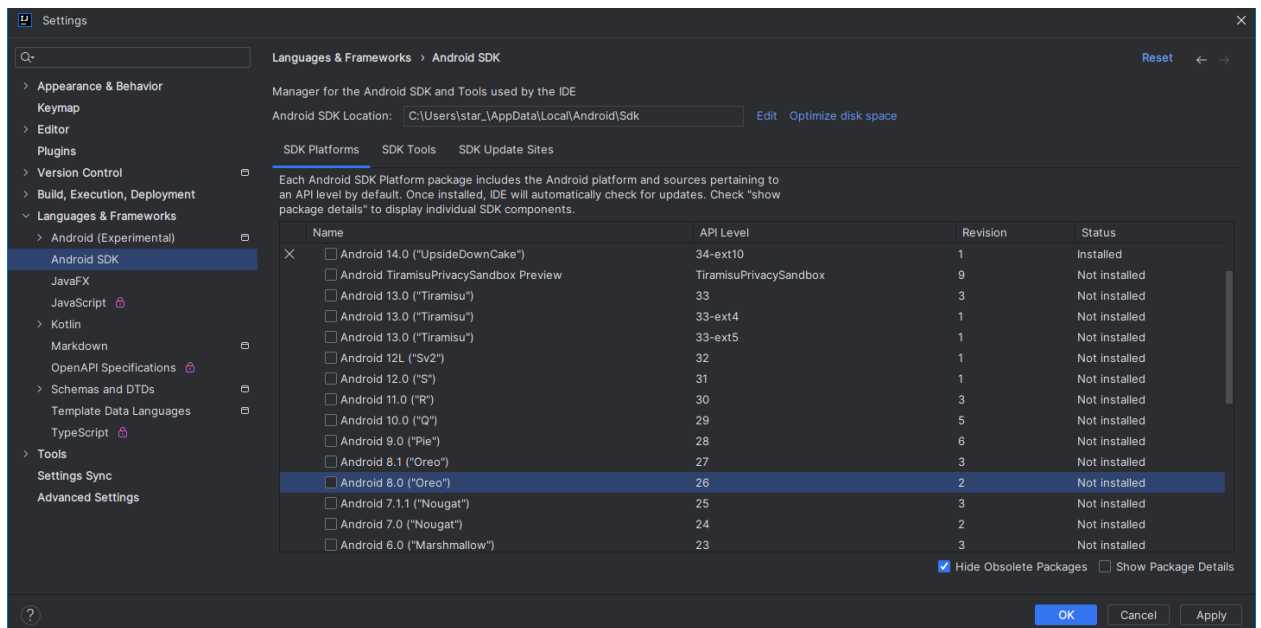 Settings
Languages & Frameworks › Android SDK
Reset
Appearance & Behavior
Keymap
Editor
Plugins
Version Control
Build, Execution, Deployment
Languages & Frameworks
Android (Experimental)
Android SDK
JavaFX
JavaScript
Kotlin
Markdown
OpenAPI Specifications
Schemas and DTDs
Template Data Languages
TypeScript
Tools
Settings Sync
Advanced Settings
Manager for the Android SDK and Tools used by the IDE
Android SDK Location: C:\Users\star_\AppData\Local\Android\Sdk Edit Optimize disk space
SDK Platforms SDK Tools SDK Update Sites
Each Android SDK Platform package includes the Android platform and sources pertaining to
an API level by default. Once installed, IDE will automatically check for updates. Check "show
package details" to display individual SDK components.
Name API Level Revision Status
Android 14.0 ("UpsideDownCake") 34-ext10 1 Installed
Android TiramisuPrivacySandbox Preview TiramisuPrivacySandbox 9 Not installed
Android 13.0 ("Tiramisu") 33 3 Not installed
Android 13.0 ("Tiramisu") 33-ext4 1 Not installed
Android 13.0 ("Tiramisu") 33-ext5 1 Not installed
Android 12L ("Sv2") 32 1 Not installed
Android 12.0 ("S") 31 1 Not installed
Android 11.0 ("R") 30 3 Not installed
Android 10.0 ("Q") 29 5 Not installed
Android 9.0 ("Pie") 28 6 Not installed
Android 8.1 ("Oreo") 27 3 Not installed
Android 8.0 ("Oreo") 26 2 Not installed
Android 7.1.1 ("Nougat") 25 3 Not installed
Android 7.0 ("Nougat") 24 2 Not installed
Android 6.0 ("Marshmallow") 23 3 Not installed
Hide Obsolete Packages Show Package Details
? OK Cancel Apply